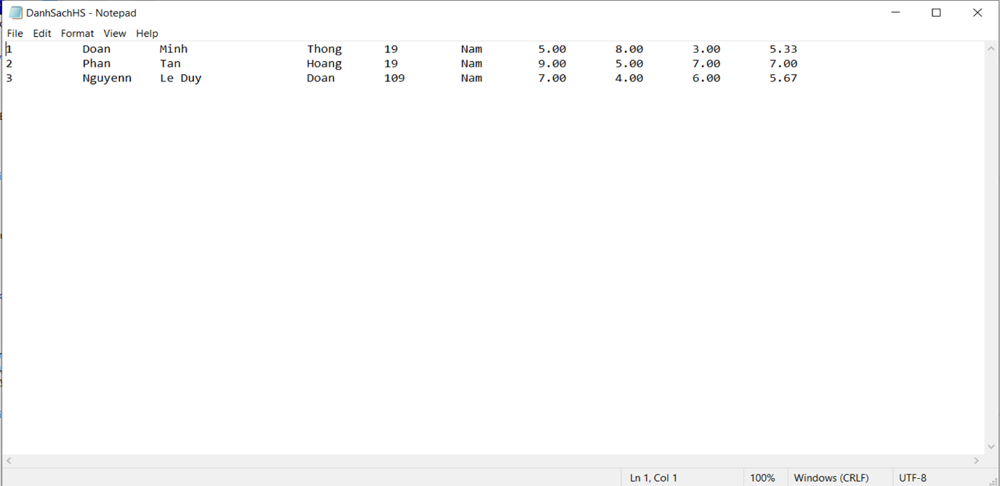 DanhSachHS - Notepad
File Edit Format View Help
1 Doan Minh Thong 19 Nam 5.00 8.00 3.00 5.33
2 Phan Tan Hoang 19 Nam 9.00 5.00 7.00 7.00
3 Nguyenn Le Duy Doan 109 Nam 7.00 4.00 6.00 5.67
Ln 1, Col 1 100% Windows (CRLF) UTF-8